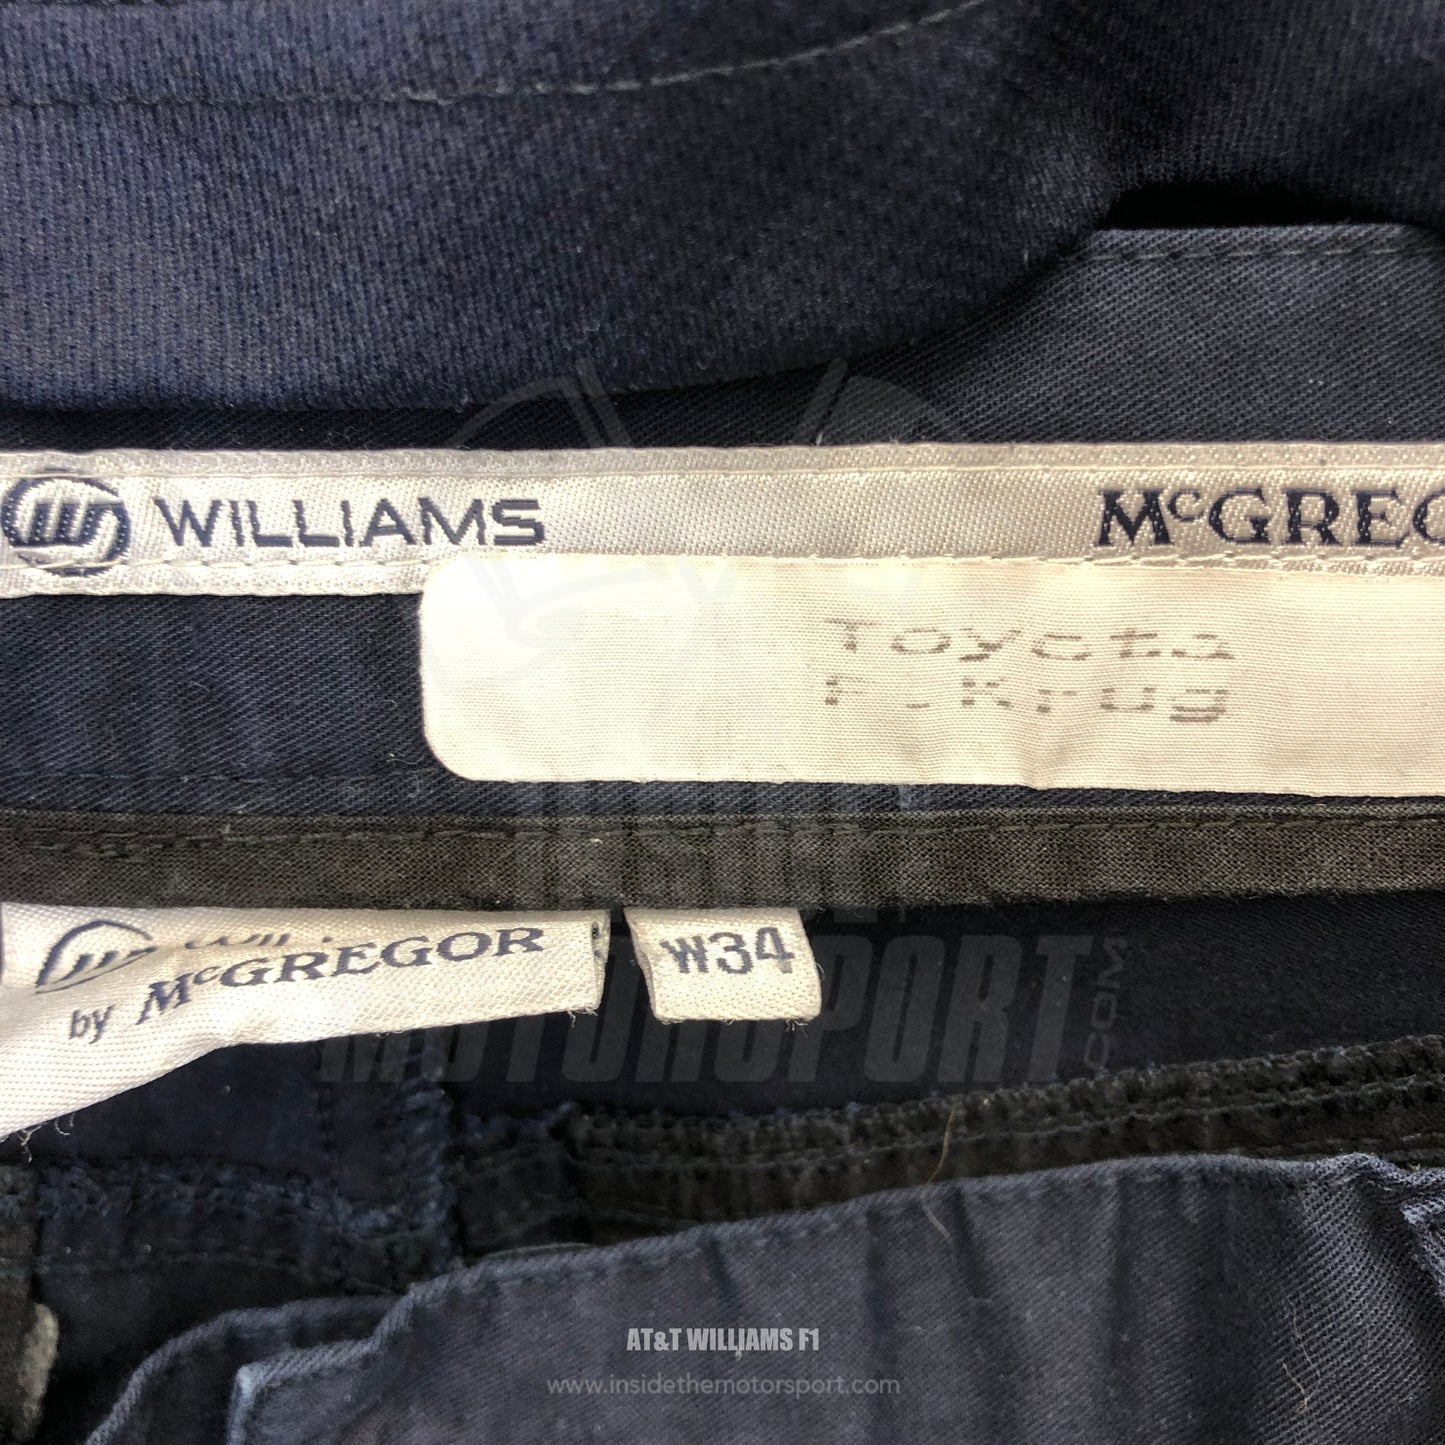 WILLIAMS McGREG
Toyota
F.Krug
by McGREGOR
W34
MOTORSPORT
.COM
AT&T WILLIAMS F1
www.insidethemotorsport.com